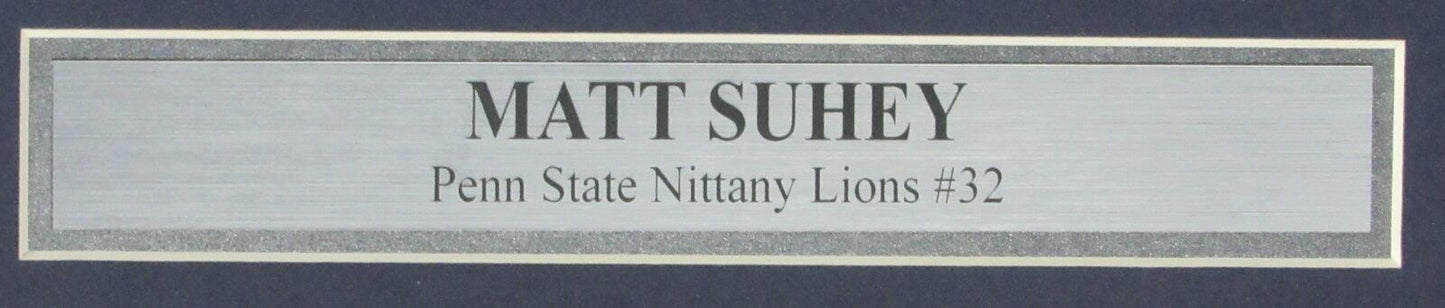 MATT SUHEY
Penn State Nittany Lions #32